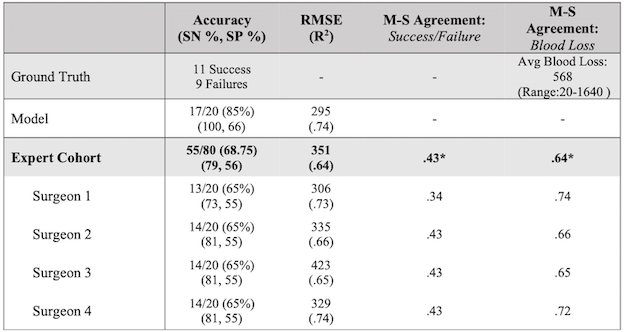 Accuracy
(SN %, SP %)
RMSE
(R2)
M-S Agreement:
Success/Failure
M-S
Agreement:
Blood Loss
Ground Truth
11 Success
9 Failures
-
-
Avg Blood Loss:
568
(Range:20-1640 )
Model
17/20 (85%)
(100, 66)
295
(.74)
-
-
Expert Cohort
55/80 (68.75)
(79, 56)
351
(.64)
.43*
.64*
Surgeon 1
13/20 (65%)
(73, 55)
306
(.73)
.34
.74
Surgeon 2
14/20 (65%)
(81, 55)
335
(.66)
.43
.66
Surgeon 3
14/20 (65%)
(81, 55)
423
(.65)
.43
.65
Surgeon 4
14/20 (65%)
(81, 55)
329
(.74)
.43
.72